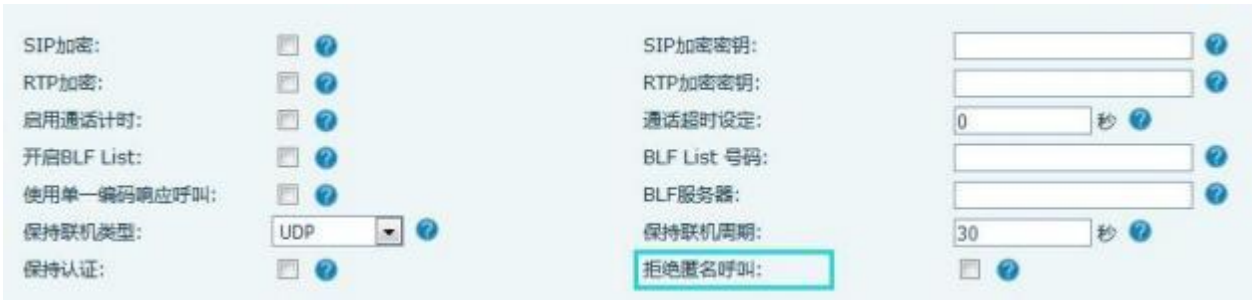 SIP加密: SIP加密密钥:
RTP加密: RTP加密密钥:
启用通话计时: 通话超时设定: 0 秒
开启BLF List: BLF List 号码:
使用单一编码响应呼叫: BLF服务器:
保持联机类型: UDP 保持联机周期: 30 秒
保持认证: 拒绝匿名呼叫: